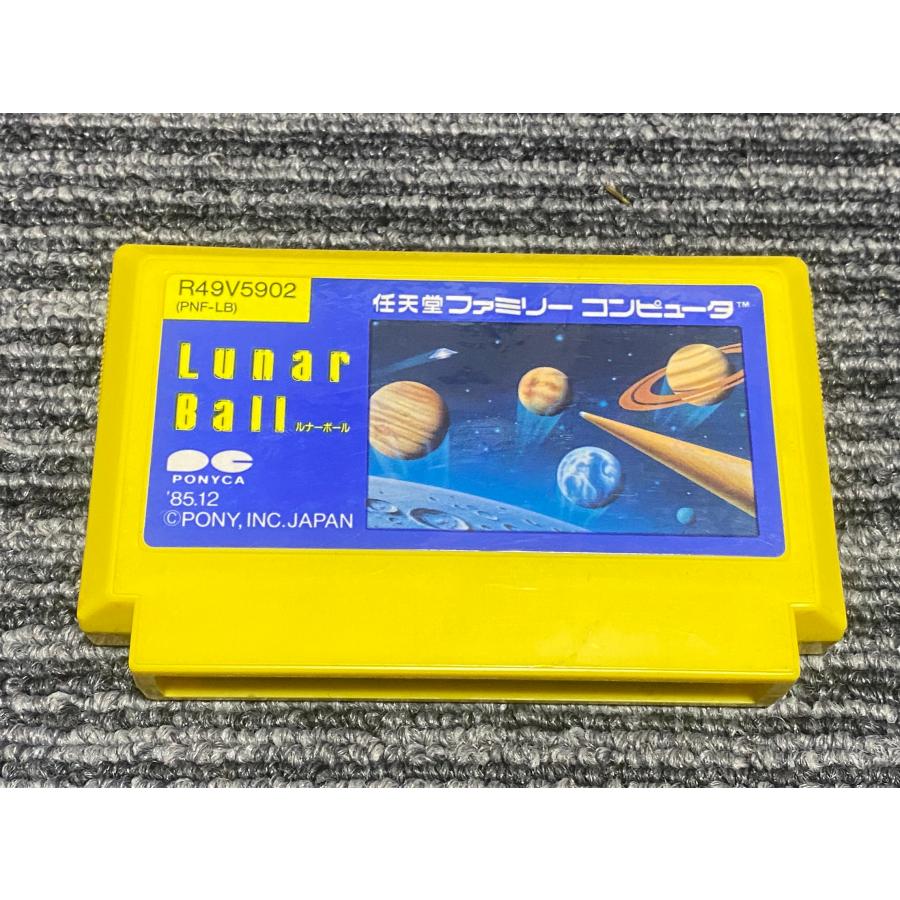 R49V5902
(PNF-LB)
任天堂ファミリー コンピュータ™
Lunar
Ball ルナーボール
PONYCA
'85.12
©PONY, INC. JAPAN